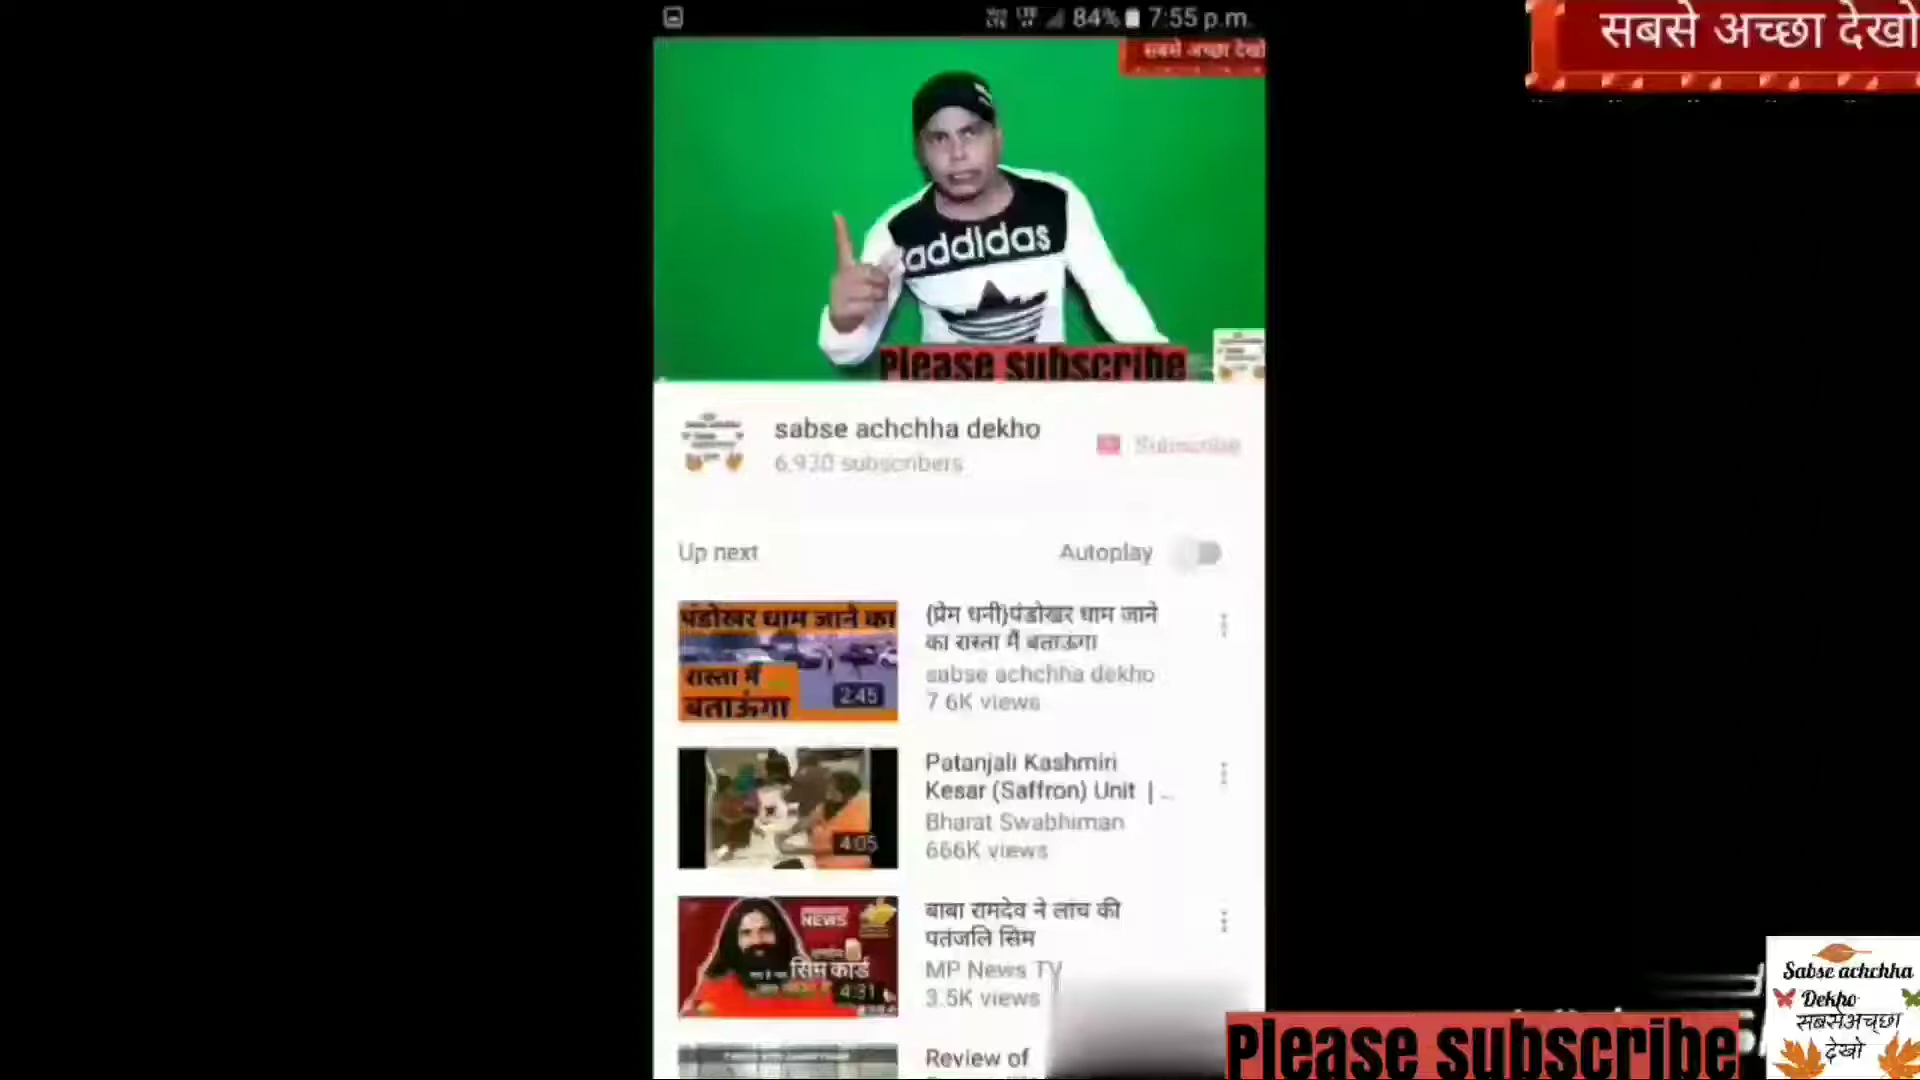 84% 7:55 p.m.
सबसे अच्छा देखो
सबसे अच्छा देखो
addidas
Please subscribe
sabse achchha dekho
6,930 subscribers
Subscribe
Up next
Autoplay
पंडोखर धाम जाने का
रास्ता मैं
बताऊंगा
2:45
(प्रेम धनी)पंडोखर धाम जाने
का रास्ता मैं बताऊंगा
sabse achchha dekho
7.6K views
4:05
Patanjali Kashmiri
Kesar (Saffron) Unit | ...
Bharat Swabhiman
666K views
NEWS
सिम कार्ड
4:31
बाबा रामदेव ने लांच की
पतंजलि सिम
MP News TV
3.5K views
Review of
Please subscribe
Sabse achchha
Dekho
सबसे अच्छा
देखो